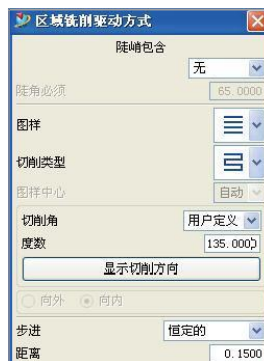 区域铣削驱动方式
陡峭包含
无
陡角必须 65.0000
图样
切削类型
图样中心 自动
切削角 用户定义
度数 135.0000
显示切削方向
向外 向内
步进 恒定的
距离 0.1500